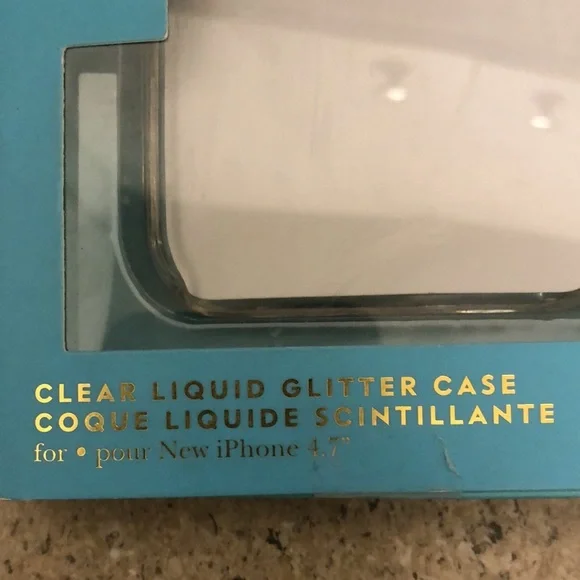 CLEAR LIQUID GLITTER CASE
COQUE LIQUIDE SCINTILLANTE
for • pour New iPhone 4.7"